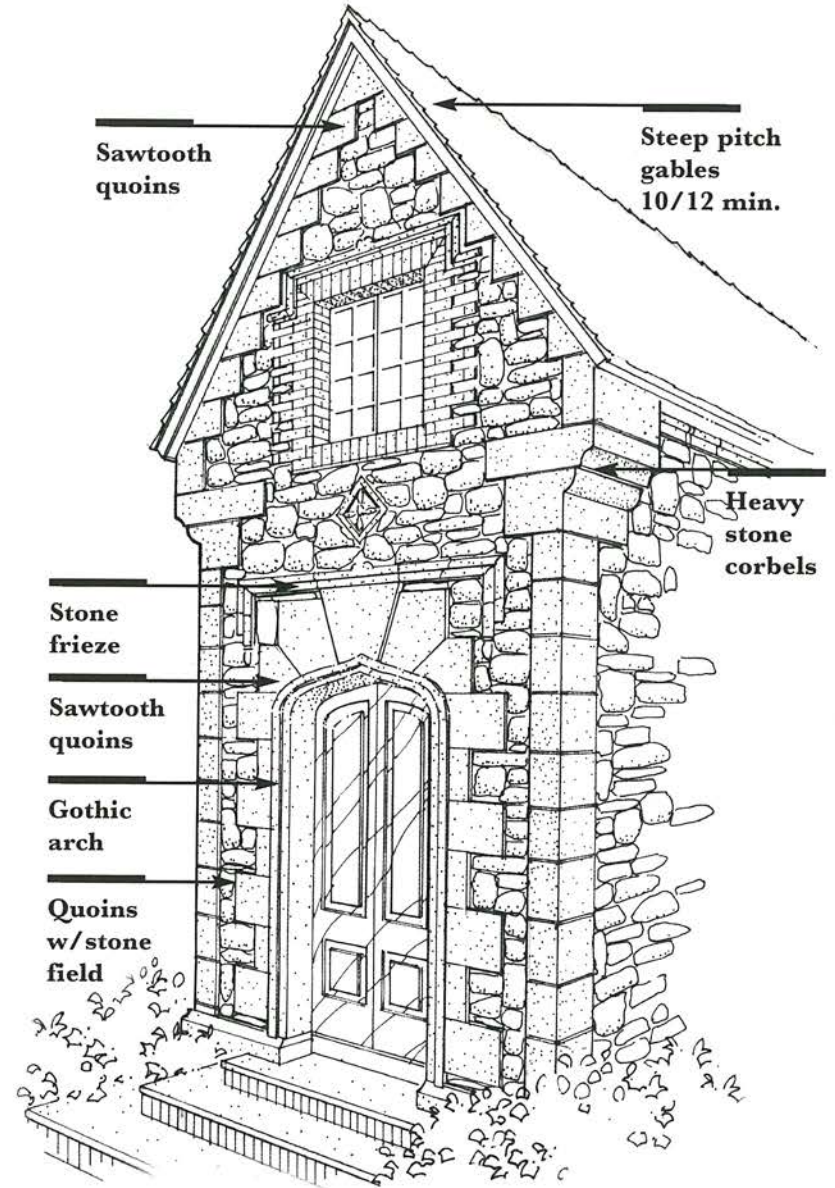 Sawtooth
quoins
Steep pitch
gables
10/12 min.
Heavy
stone
corbels
Stone
frieze
Sawtooth
quoins
Gothic
arch
Quoins
w/stone
field